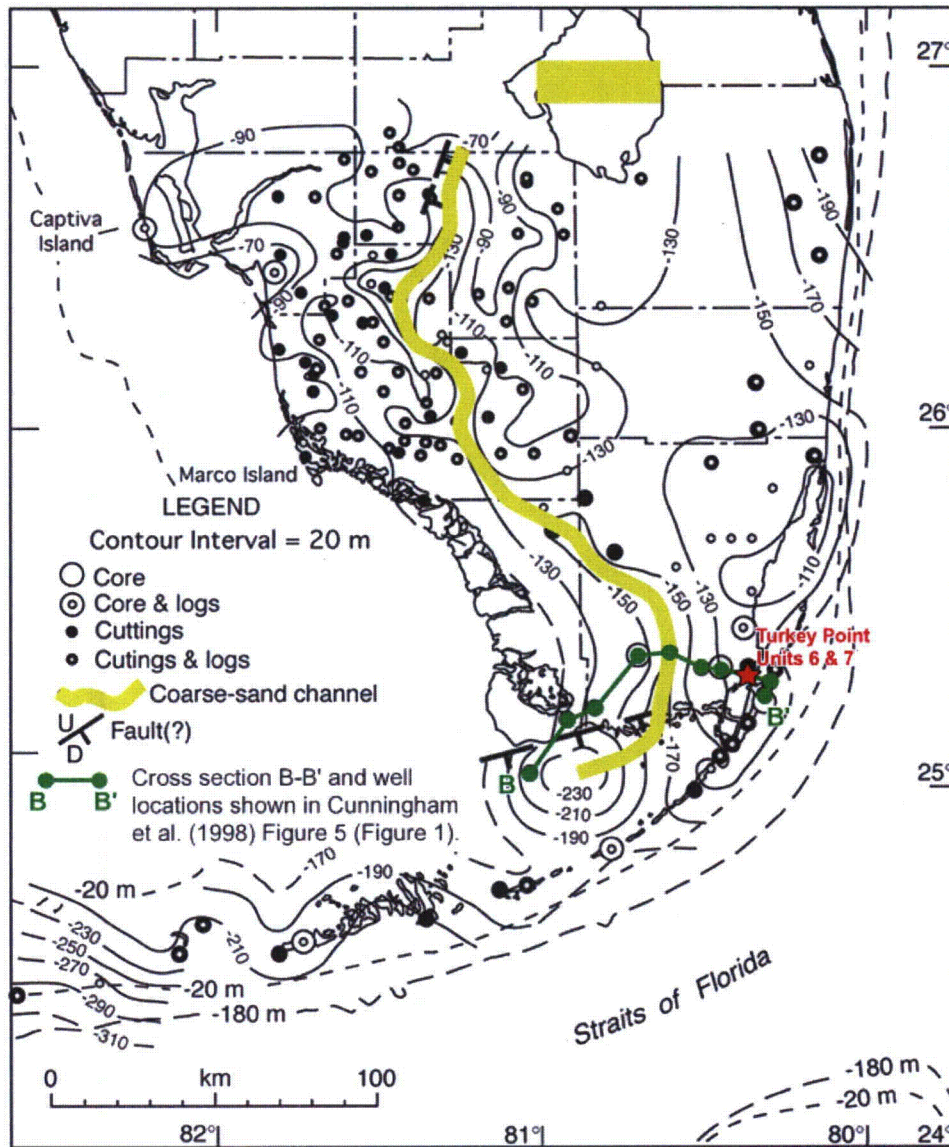 27°
-90
-70
-90
-190
Captiva
Island
-130
-70
-130
-90
-170
-90
-150
-110
-110
-110
26°
-130
-130
Marco Island
LEGEND
Contour Interval = 20 m
Core
Core & logs
Cuttings
Cutings & logs
Coarse-sand channel
U
D
Fault(?)
B
B'
Cross section B-B' and well
locations shown in Cunningham
et al. (1998) Figure 5 (Figure 1).
-130
-150
-150
-130
-110
Turkey Point
Units 6 & 7
B'
B
-170
25°
-230
-210
-190
-170
-190
-20 m
-230
-210
-250
-270
-20 m
-290
-180 m
-310
Straits of Florida
0 km 100
-180 m
-20 m
82° 81° 80° 24°